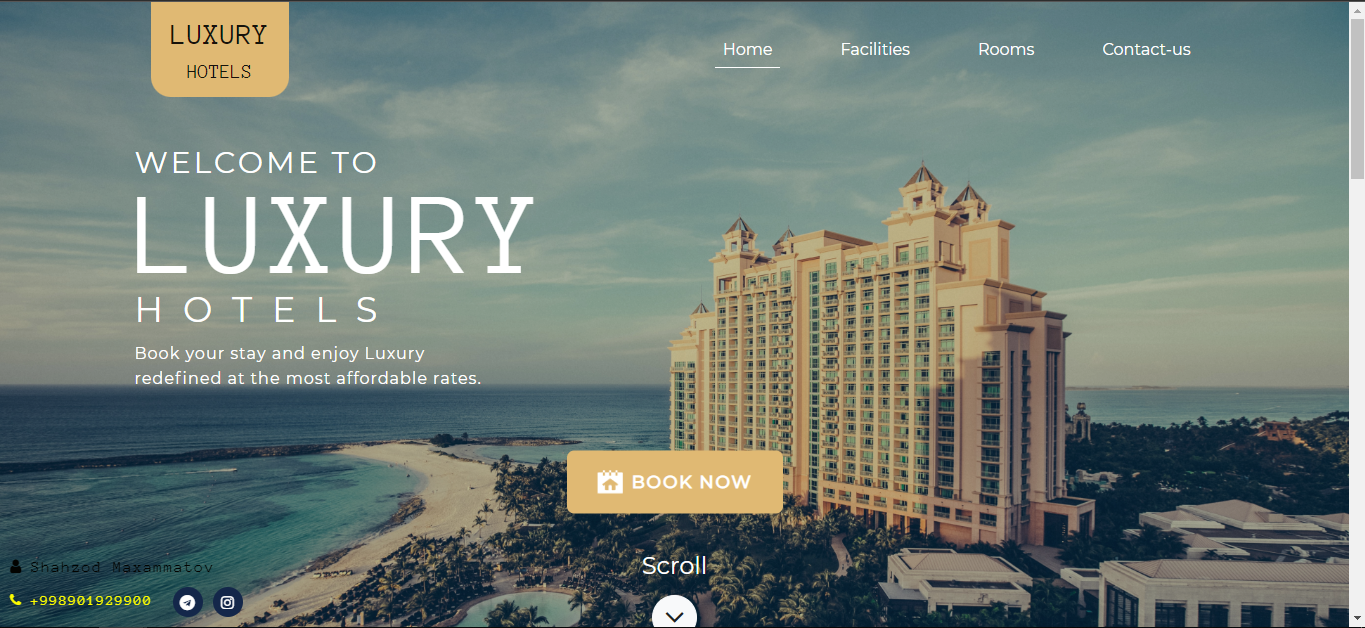 LUXURY
HOTELS
Home
Facilities
Rooms
Contact-us
WELCOME TO
LUXURY
HOTELS
Book your stay and enjoy Luxury
redefined at the most affordable rates.
BOOK NOW
Scroll
Shahzod Maxammatov
+998901929900